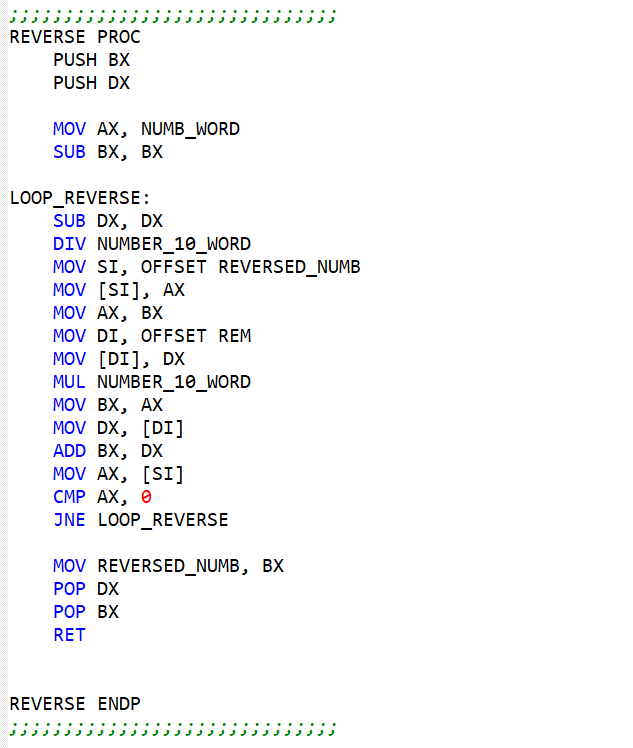 ;;;;;;;;;;;;;;;;;;;;;;;;;;;;;;
REVERSE PROC
    PUSH BX
    PUSH DX

    MOV AX, NUMB_WORD
    SUB BX, BX

LOOP_REVERSE:
    SUB DX, DX
    DIV NUMBER_10_WORD
    MOV SI, OFFSET REVERSED_NUMB
    MOV [SI], AX
    MOV AX, BX
    MOV DI, OFFSET REM
    MOV [DI], DX
    MUL NUMBER_10_WORD
    MOV BX, AX
    MOV DX, [DI]
    ADD BX, DX
    MOV AX, [SI]
    CMP AX, 0
    JNE LOOP_REVERSE

    MOV REVERSED_NUMB, BX
    POP DX
    POP BX
    RET


REVERSE ENDP
;;;;;;;;;;;;;;;;;;;;;;;;;;;;;;